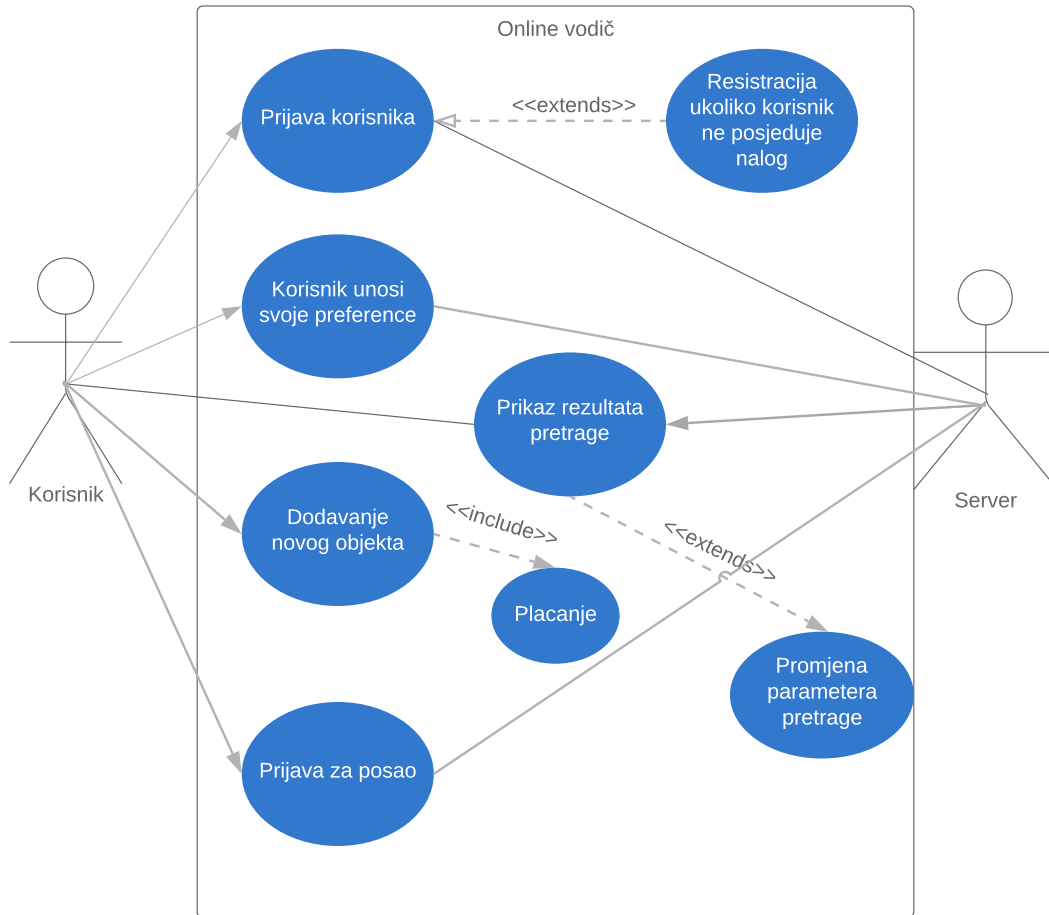 Online vodič
Prijava korisnika
<<extends>>
Resistracija
ukoliko korisnik
ne posjeduje
nalog
Korisnik unosi
svoje preference
Prikaz rezultata
pretrage
Korisnik
Server
Dodavanje
novog objekta
<<include>>
<<extends>>
Placanje
Promjena
parametera
pretrage
Prijava za posao